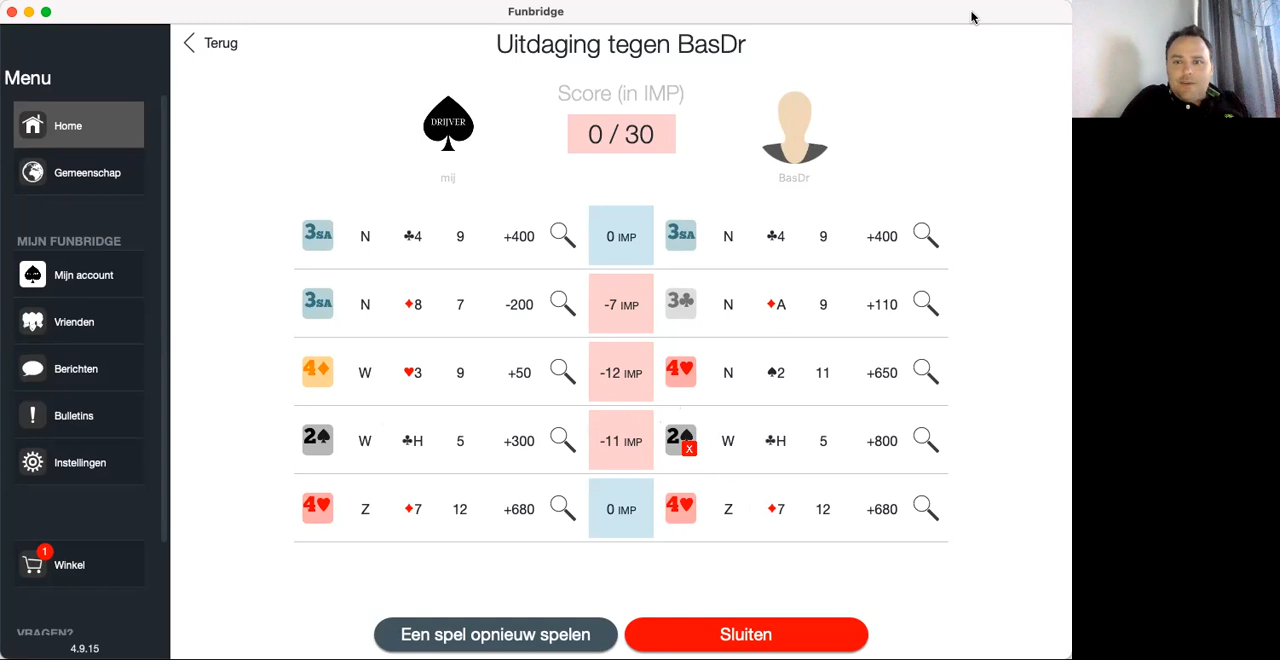 Funbridge
Terug
Uitdaging tegen BasDr
Menu
Score (in IMP)
DRIJVER
0 / 30
Home
mij
BasDr
Gemeenschap
3SA N ♣4 9 +400 0 IMP 3SA N ♣4 9 +400
MIJN FUNBRIDGE
Mijn account
3SA N ♦8 7 -200 -7 IMP 3♣ N ♦A 9 +110
Vrienden
Berichten
4♦ W ♥3 9 +50 -12 IMP 4♥ N ♠2 11 +650
Bulletins
2♠ W ♣H 5 +300 -11 IMP 2♠ X W ♣H 5 +800
Instellingen
4♥ Z ♦7 12 +680 0 IMP 4♥ Z ♦7 12 +680
1
Winkel
VRAGEN?
4.9.15
Een spel opnieuw spelen
Sluiten